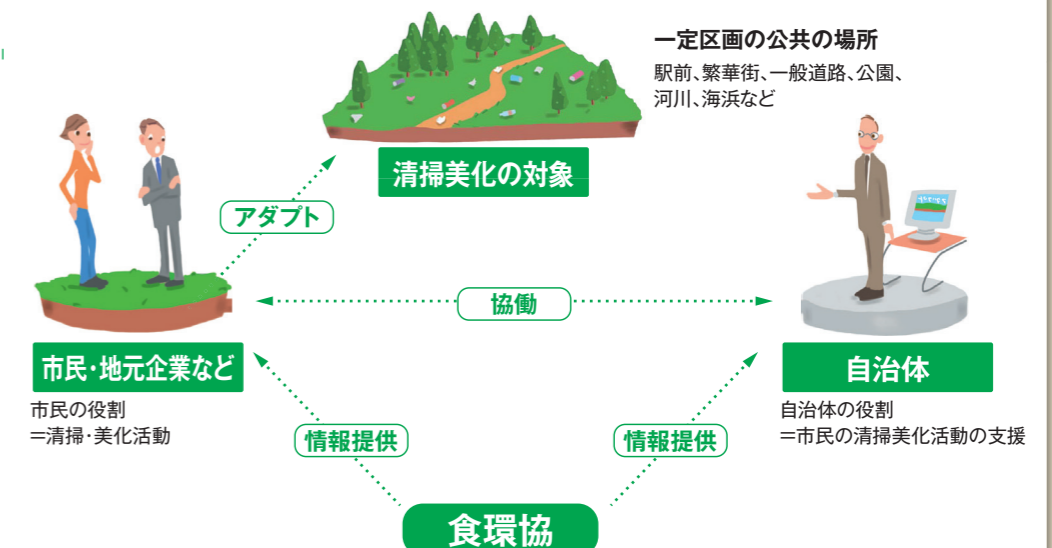 一定区画の公共の場所
駅前、繁華街、一般道路、公園、
河川、海浜など
清掃美化の対象
アダプト
協働
市民・地元企業など
市民の役割
＝清掃・美化活動
自治体
自治体の役割
＝市民の清掃美化活動の支援
情報提供
情報提供
食環協